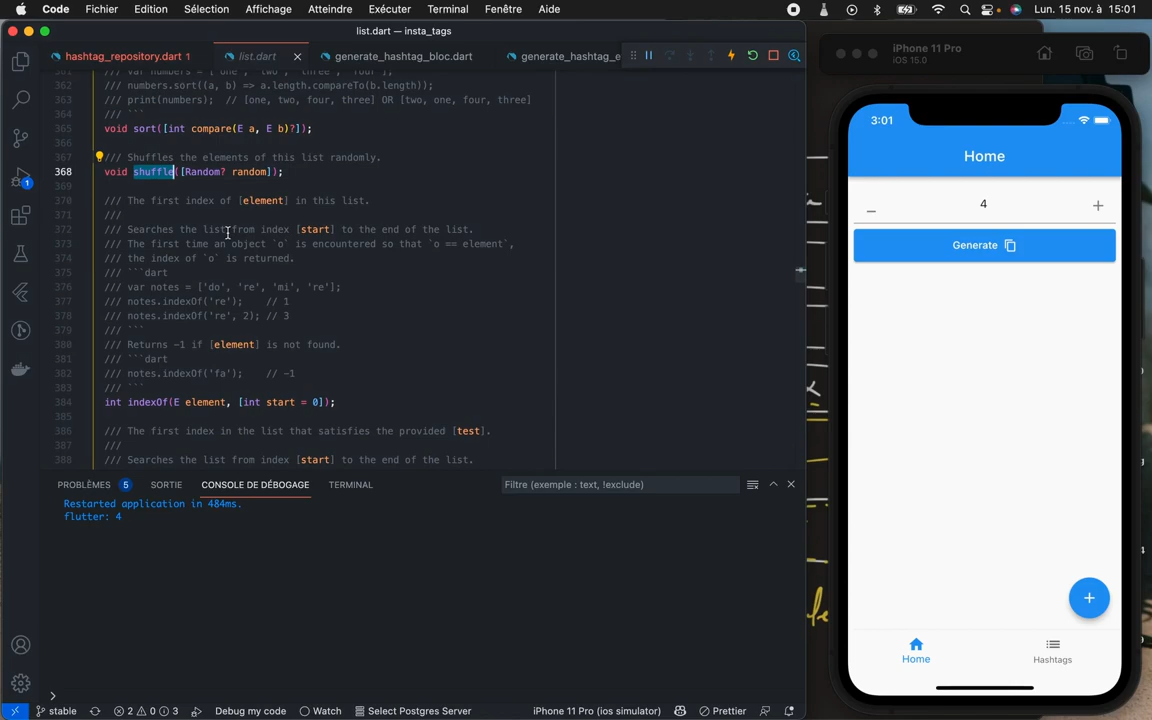 Code Fichier Edition Sélection Affichage Atteindre Exécuter Terminal Fenêtre Aide Lun. 15 nov. à 15:01
list.dart — insta_tags
hashtag_repository.dart 1 list.dart generate_hashtag_bloc.dart generate_hashtag_e
361 /// var numbers = ['one', 'two', 'three', 'four'];
362 /// numbers.sort((a, b) => a.length.compareTo(b.length));
363 /// print(numbers);  // [one, two, four, three] OR [two, one, four, three]
364 /// ```
365 void sort([int compare(E a, E b)?]);
366
367 /// Shuffles the elements of this list randomly.
368 void shuffle([Random? random]);
369
370 /// The first index of [element] in this list.
371 ///
372 /// Searches the list from index [start] to the end of the list.
373 /// The first time an object `o` is encountered so that `o == element`,
374 /// the index of `o` is returned.
375 /// ```dart
376 /// var notes = ['do', 're', 'mi', 're'];
377 /// notes.indexOf('re');    // 1
378 /// notes.indexOf('re', 2); // 3
379 /// ```
380 /// Returns -1 if [element] is not found.
381 /// ```dart
382 /// notes.indexOf('fa');    // -1
383 /// ```
384 int indexOf(E element, [int start = 0]);
385
386 /// The first index in the list that satisfies the provided [test].
387 ///
388 /// Searches the list from index [start] to the end of the list.
1
PROBLÈMES 5 SORTIE CONSOLE DE DÉBOGAGE TERMINAL Filtre (exemple : text, !exclude)
Restarted application in 484ms.
flutter: 4
>
stable 2 0 3 Debug my code Watch Select Postgres Server iPhone 11 Pro (ios simulator) Prettier
iPhone 11 Pro
iOS 15.0
3:01
Home
4
Generate
Home Hashtags